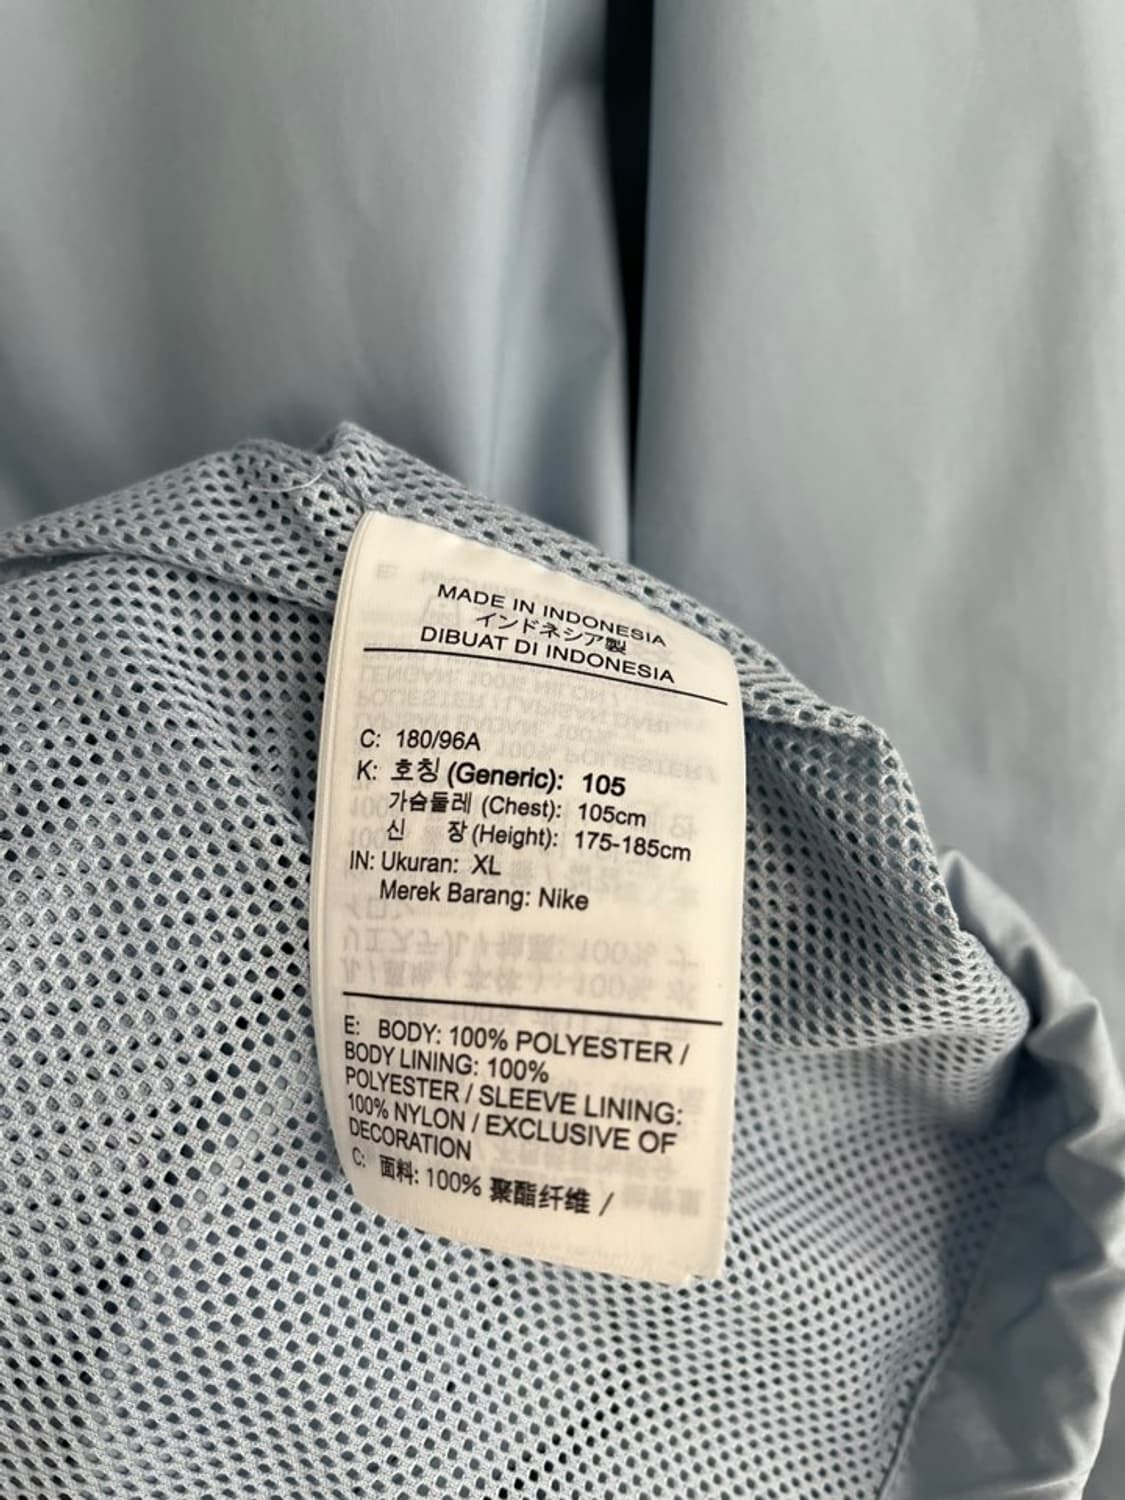 MADE IN INDONESIA
インドネシア製
DIBUAT DI INDONESIA
C: 180/96A
K: 호칭 (Generic): 105
가슴둘레 (Chest): 105cm
신 장 (Height): 175-185cm
IN: Ukuran: XL
Merek Barang: Nike
E: BODY: 100% POLYESTER /
BODY LINING: 100%
POLYESTER / SLEEVE LINING:
100% NYLON / EXCLUSIVE OF
DECORATION
C: 面料: 100% 聚酯纤维 /